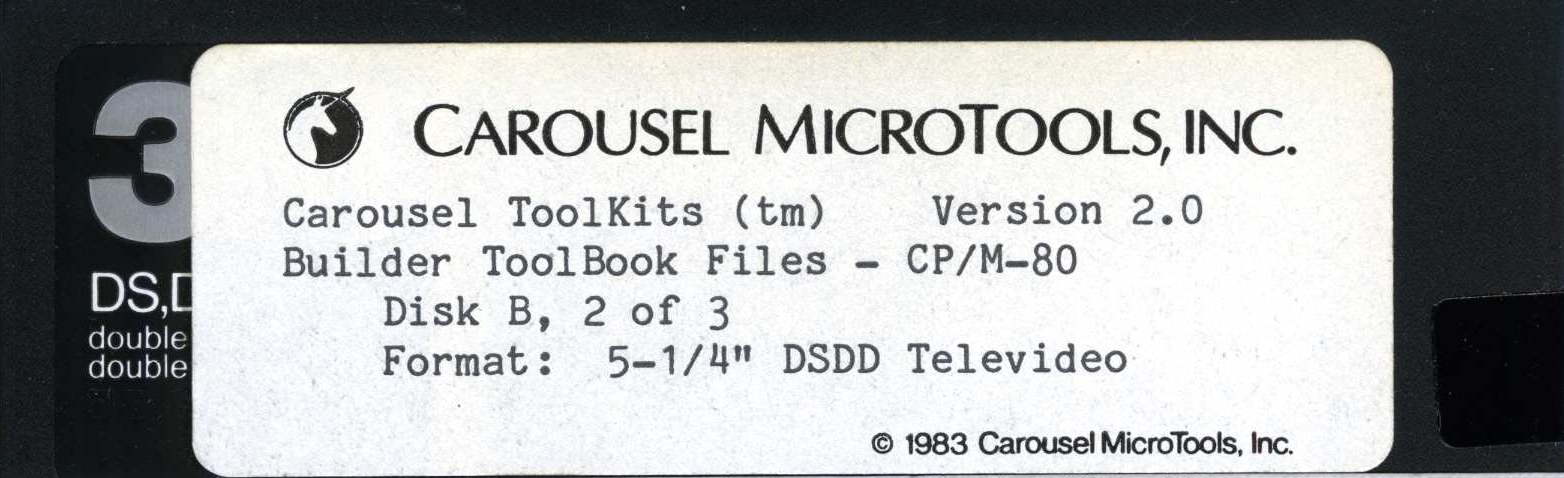 CAROUSEL MICROTOOLS, INC.
Carousel ToolKits (tm) Version 2.0
Builder ToolBook Files - CP/M-80
Disk B, 2 of 3
Format: 5-1/4" DSDD Televideo
© 1983 Carousel MicroTools, Inc.
3
DS,D
double
double